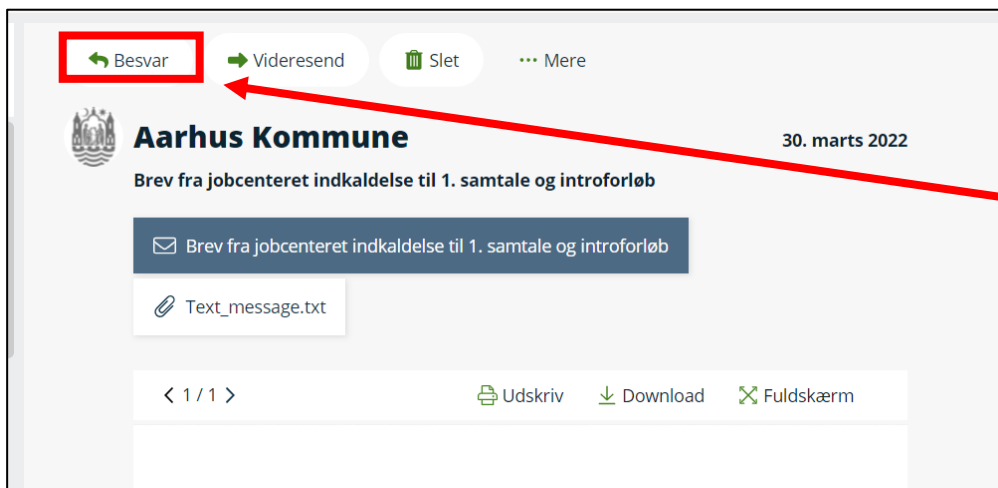 Besvar Videresend Slet ··· Mere
Aarhus Kommune 30. marts 2022
Brev fra jobcenteret indkaldelse til 1. samtale og introforløb
Brev fra jobcenteret indkaldelse til 1. samtale og introforløb
Text_message.txt
< 1 / 1 > Udskriv Download Fuldskærm